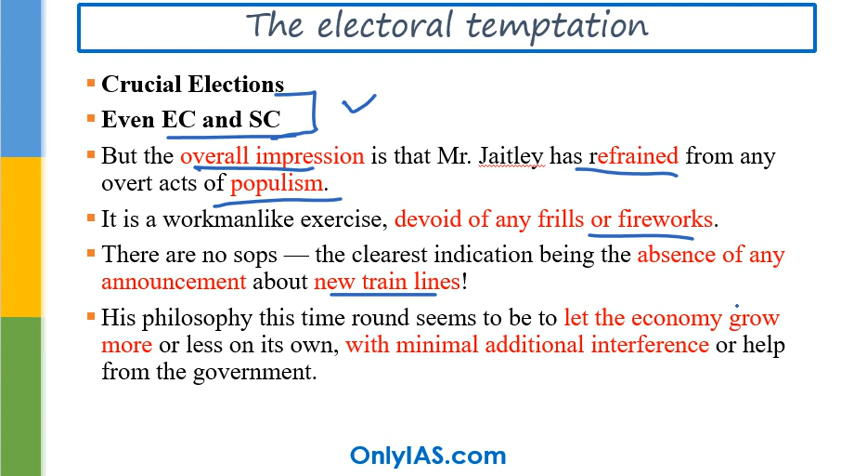 The electoral temptation
Crucial Elections
Even EC and SC
But the overall impression is that Mr. Jaitley has refrained from any
overt acts of populism.
It is a workmanlike exercise, devoid of any frills or fireworks.
There are no sops — the clearest indication being the absence of any
announcement about new train lines!
His philosophy this time round seems to be to let the economy grow
more or less on its own, with minimal additional interference or help
from the government.
OnlyIAS.com